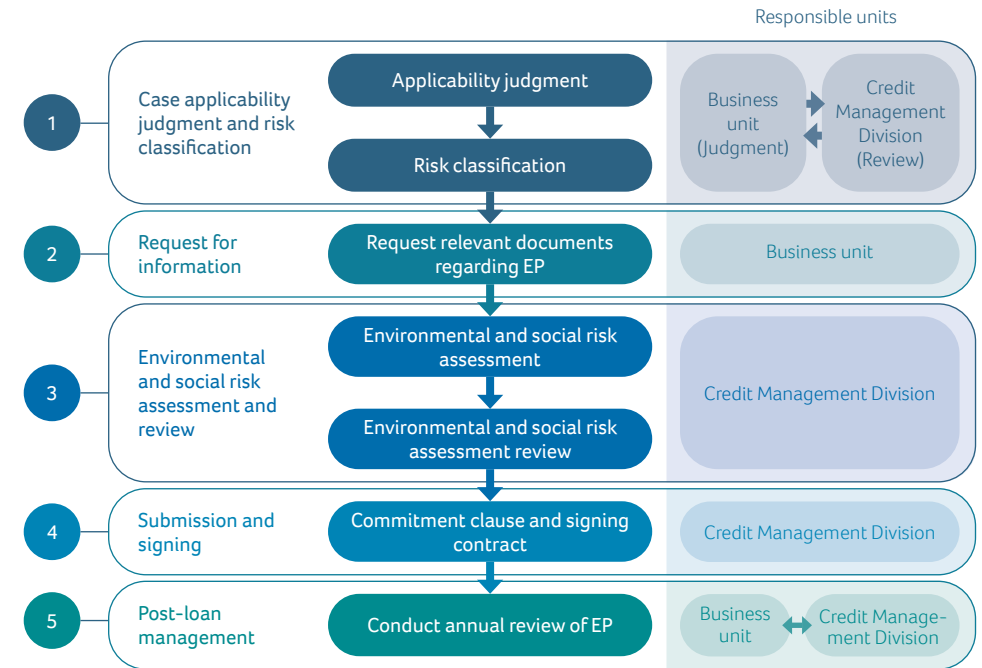 Responsible units
1
Case applicability
judgment and risk
classification
Applicability judgment
Risk classification
Business
unit
(Judgment)
Credit
Management
Division
(Review)
2
Request for
information
Request relevant documents
regarding EP
Business unit
3
Environmental
and social risk
assessment and
review
Environmental and social risk
assessment
Environmental and social risk
assessment review
Credit Management Division
4
Submission and
signing
Commitment clause and signing
contract
Credit Management Division
5
Post-loan
management
Conduct annual review of EP
Business
unit
Credit Manage-
ment Division